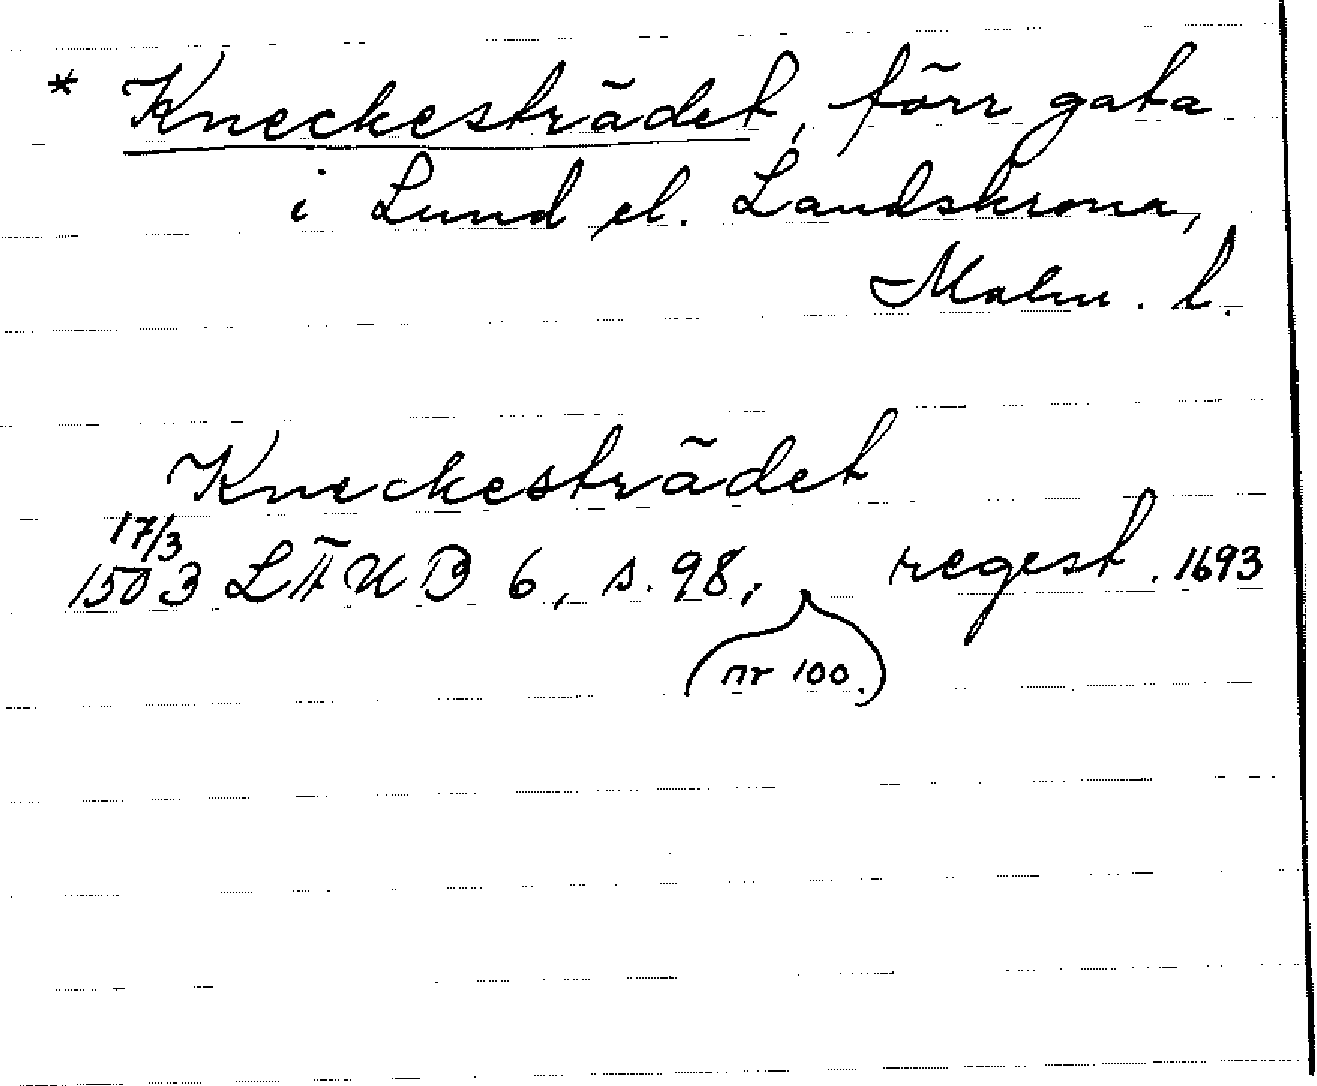 * Kneckesträdet, förr gata
i Lund el. Landskrona,
Malm. l.
Kneckesträdet
17/3
1503 LÄUB 6, s. 98, regest. 1693
(nr 100.)